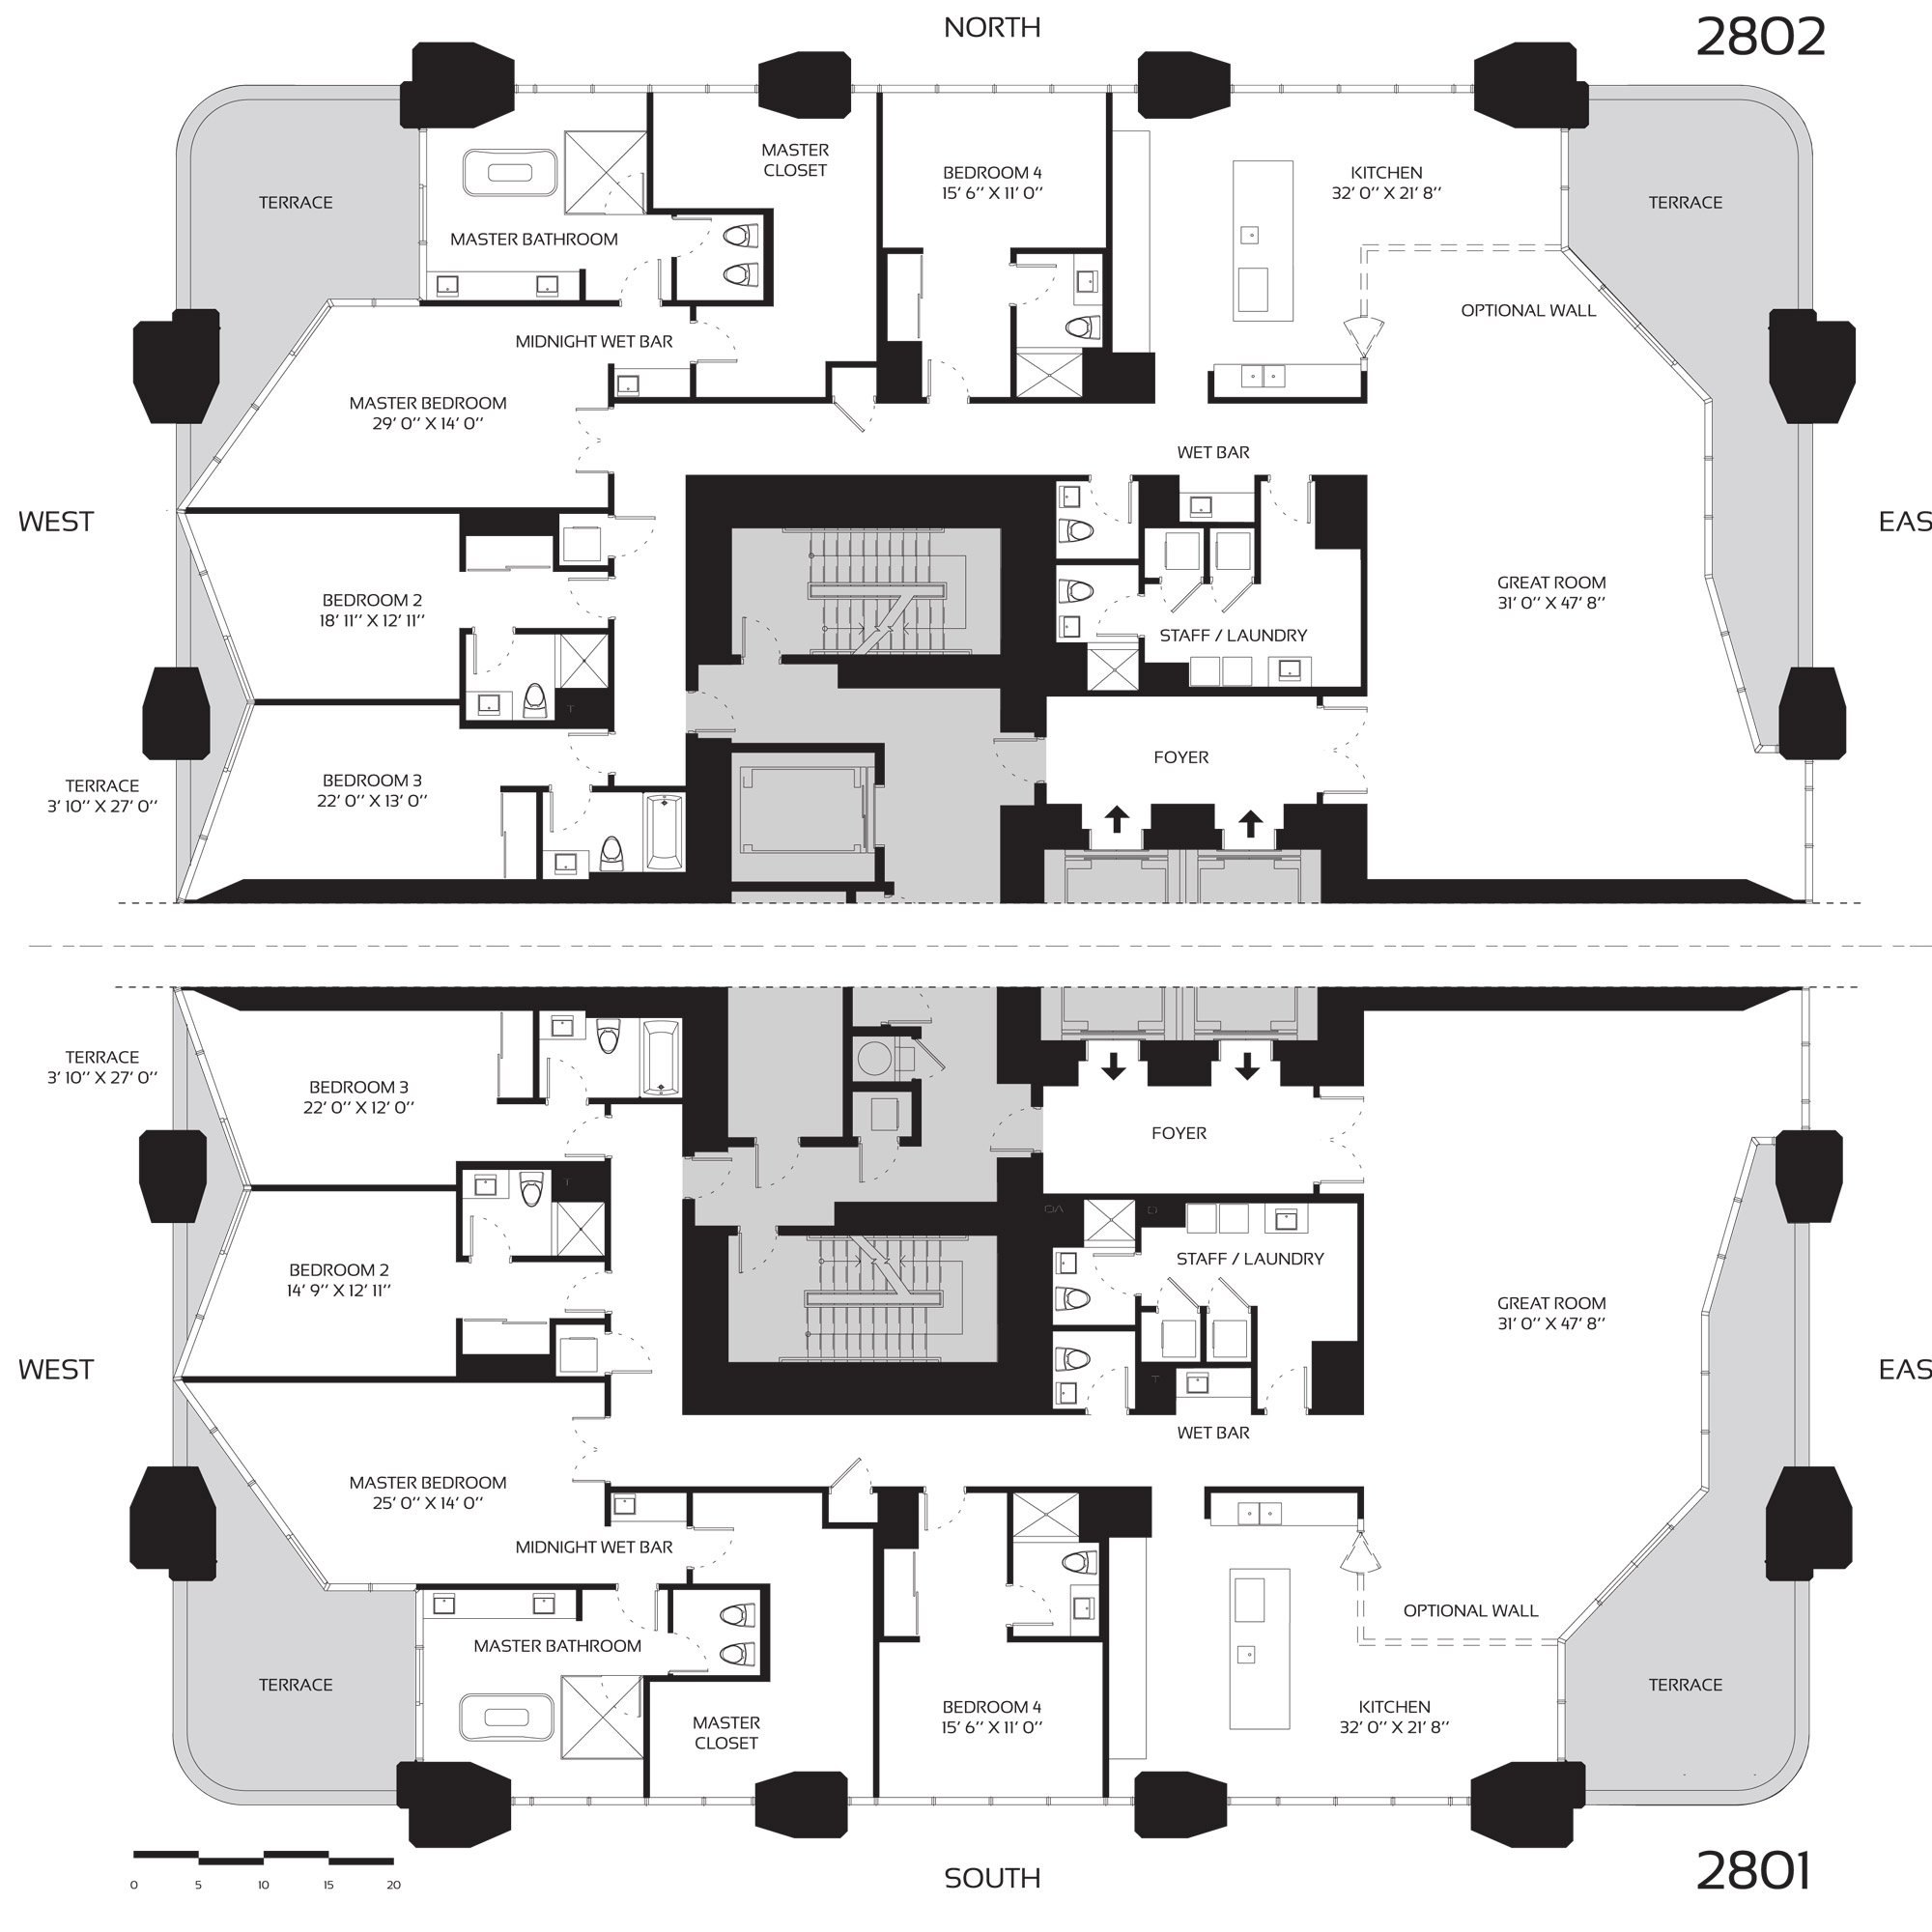 NORTH
2802
MASTER
CLOSET
BEDROOM 4
15’ 6’’ X 11’ 0’’
KITCHEN
32’ 0’’ X 21’ 8’’
TERRACE
TERRACE
MASTER BATHROOM
OPTIONAL WALL
MIDNIGHT WET BAR
MASTER BEDROOM
29’ 0’’ X 14’ 0’’
WET BAR
WEST
EAS
GREAT ROOM
31’ 0’’ X 47’ 8’’
BEDROOM 2
18’ 11’’ X 12’ 11’’
STAFF / LAUNDRY
FOYER
TERRACE
3’ 10’’ X 27’ 0’’
BEDROOM 3
22’ 0’’ X 13’ 0’’
TERRACE
3’ 10’’ X 27’ 0’’
BEDROOM 3
22’ 0’’ X 12’ 0’’
FOYER
STAFF / LAUNDRY
BEDROOM 2
14’ 9’’ X 12’ 11’’
GREAT ROOM
31’ 0’’ X 47’ 8’’
WEST
EAS
WET BAR
MASTER BEDROOM
25’ 0’’ X 14’ 0’’
MIDNIGHT WET BAR
OPTIONAL WALL
MASTER BATHROOM
TERRACE
TERRACE
MASTER
CLOSET
BEDROOM 4
15’ 6’’ X 11’ 0’’
KITCHEN
32’ 0’’ X 21’ 8’’
0 5 10 15 20
SOUTH
2801